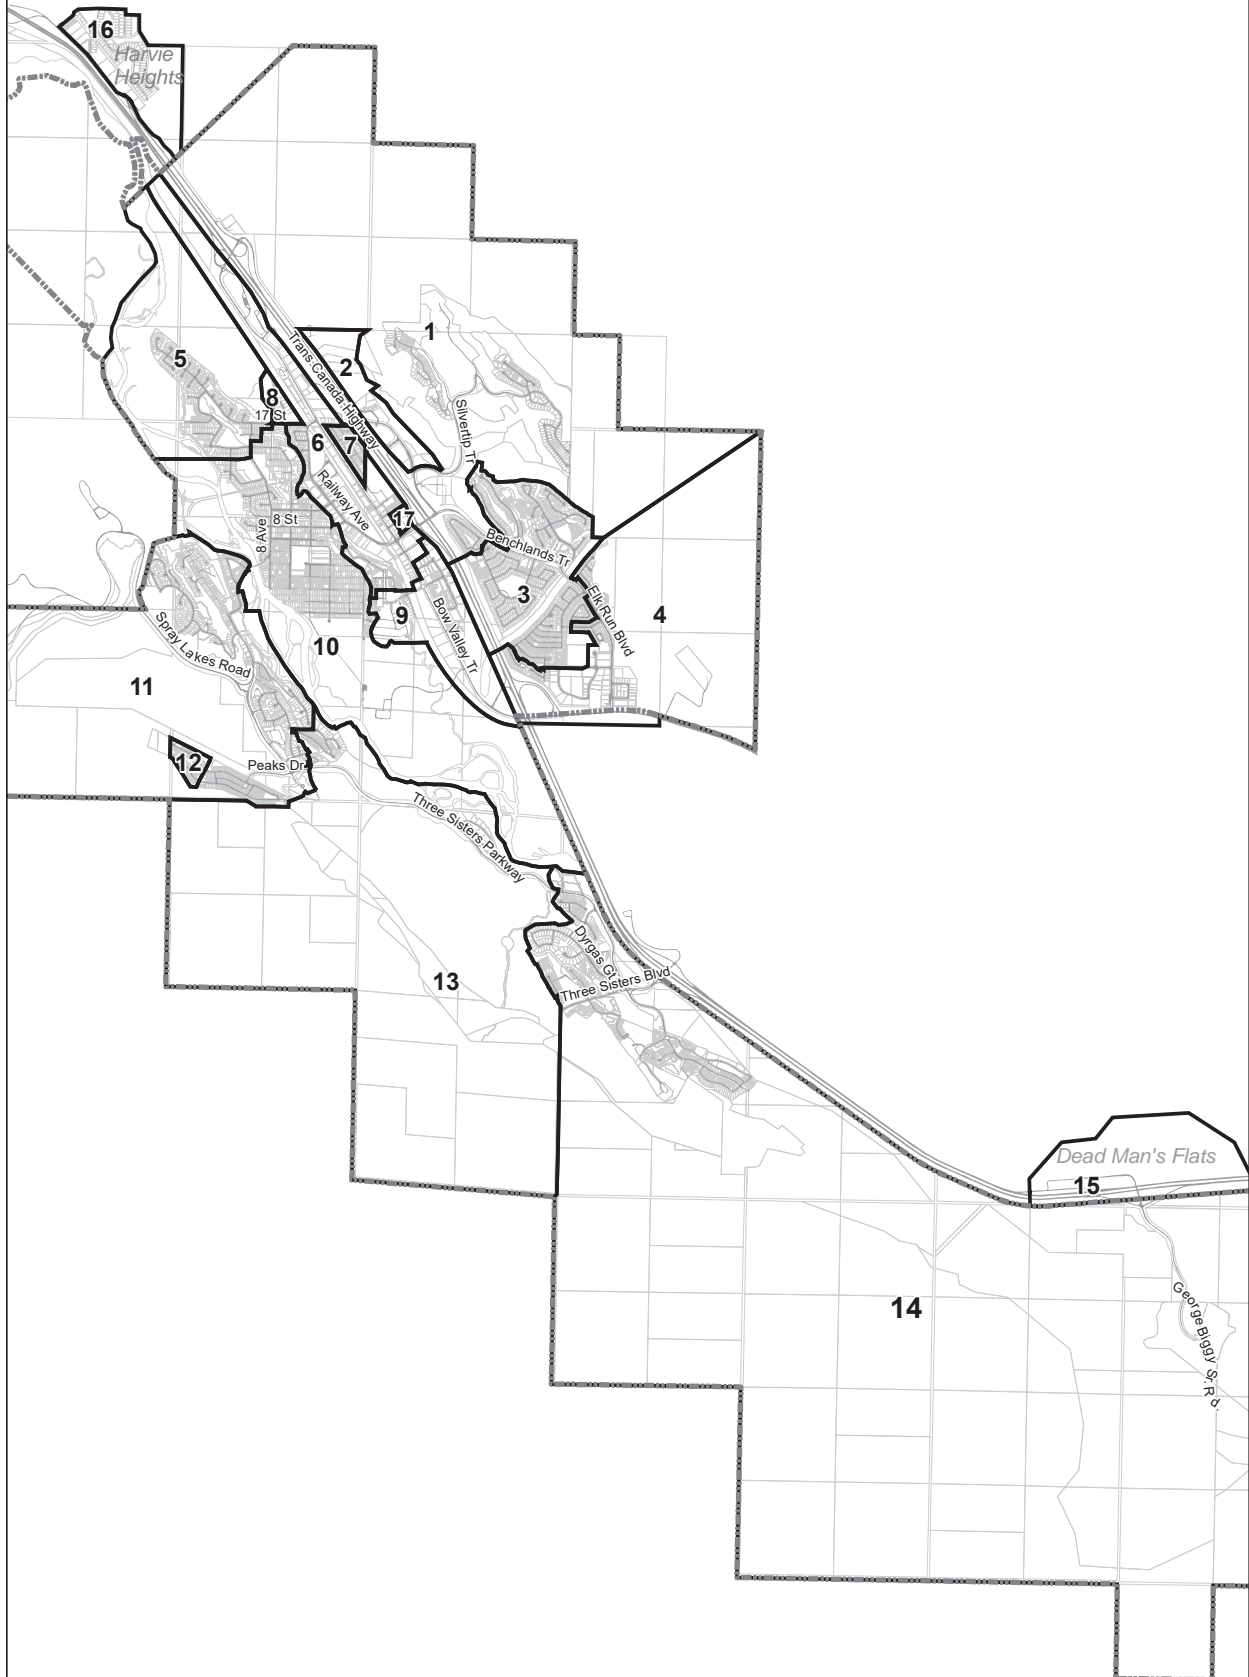 16
Harvie
Heights
1
Trans-Canada Highway
2
5
8
17 St
Silvertip Tr
6
7
Railway Ave
17
8 St
8 Ave
Benchlands Tr
3
Elk Run Blvd
4
9
Bow Valley Tr
10
Spray Lakes Road
11
12
Peaks Dr
Three Sisters Parkway
Dyrgas Gt
Three Sisters Blvd
13
Dead Man's Flats
15
14
George Biggy Sr. Rd.